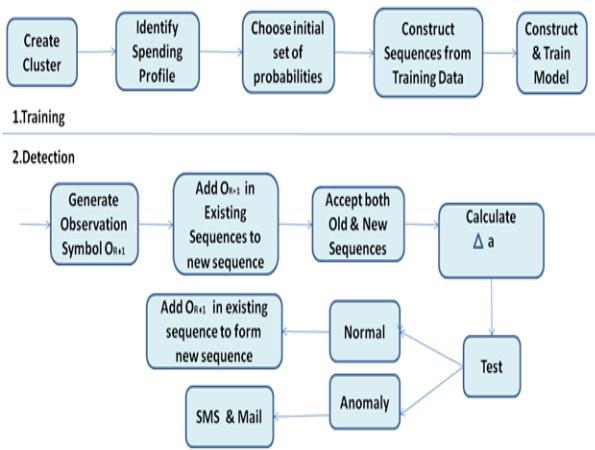 Create
Cluster
Identify
Spending
Profile
Choose initial
set of
probabilities
Construct
Sequences from
Training Data
Construct
& Train
Model
1.Training
2.Detection
Generate
Observation
Symbol OR+1
Add OR+1 in
Existing
Sequences to
new sequence
Accept both
Old & New
Sequences
Calculate
Δ a
Add OR+1 in existing
sequence to form
new sequence
Normal
Test
Anomaly
SMS & Mail